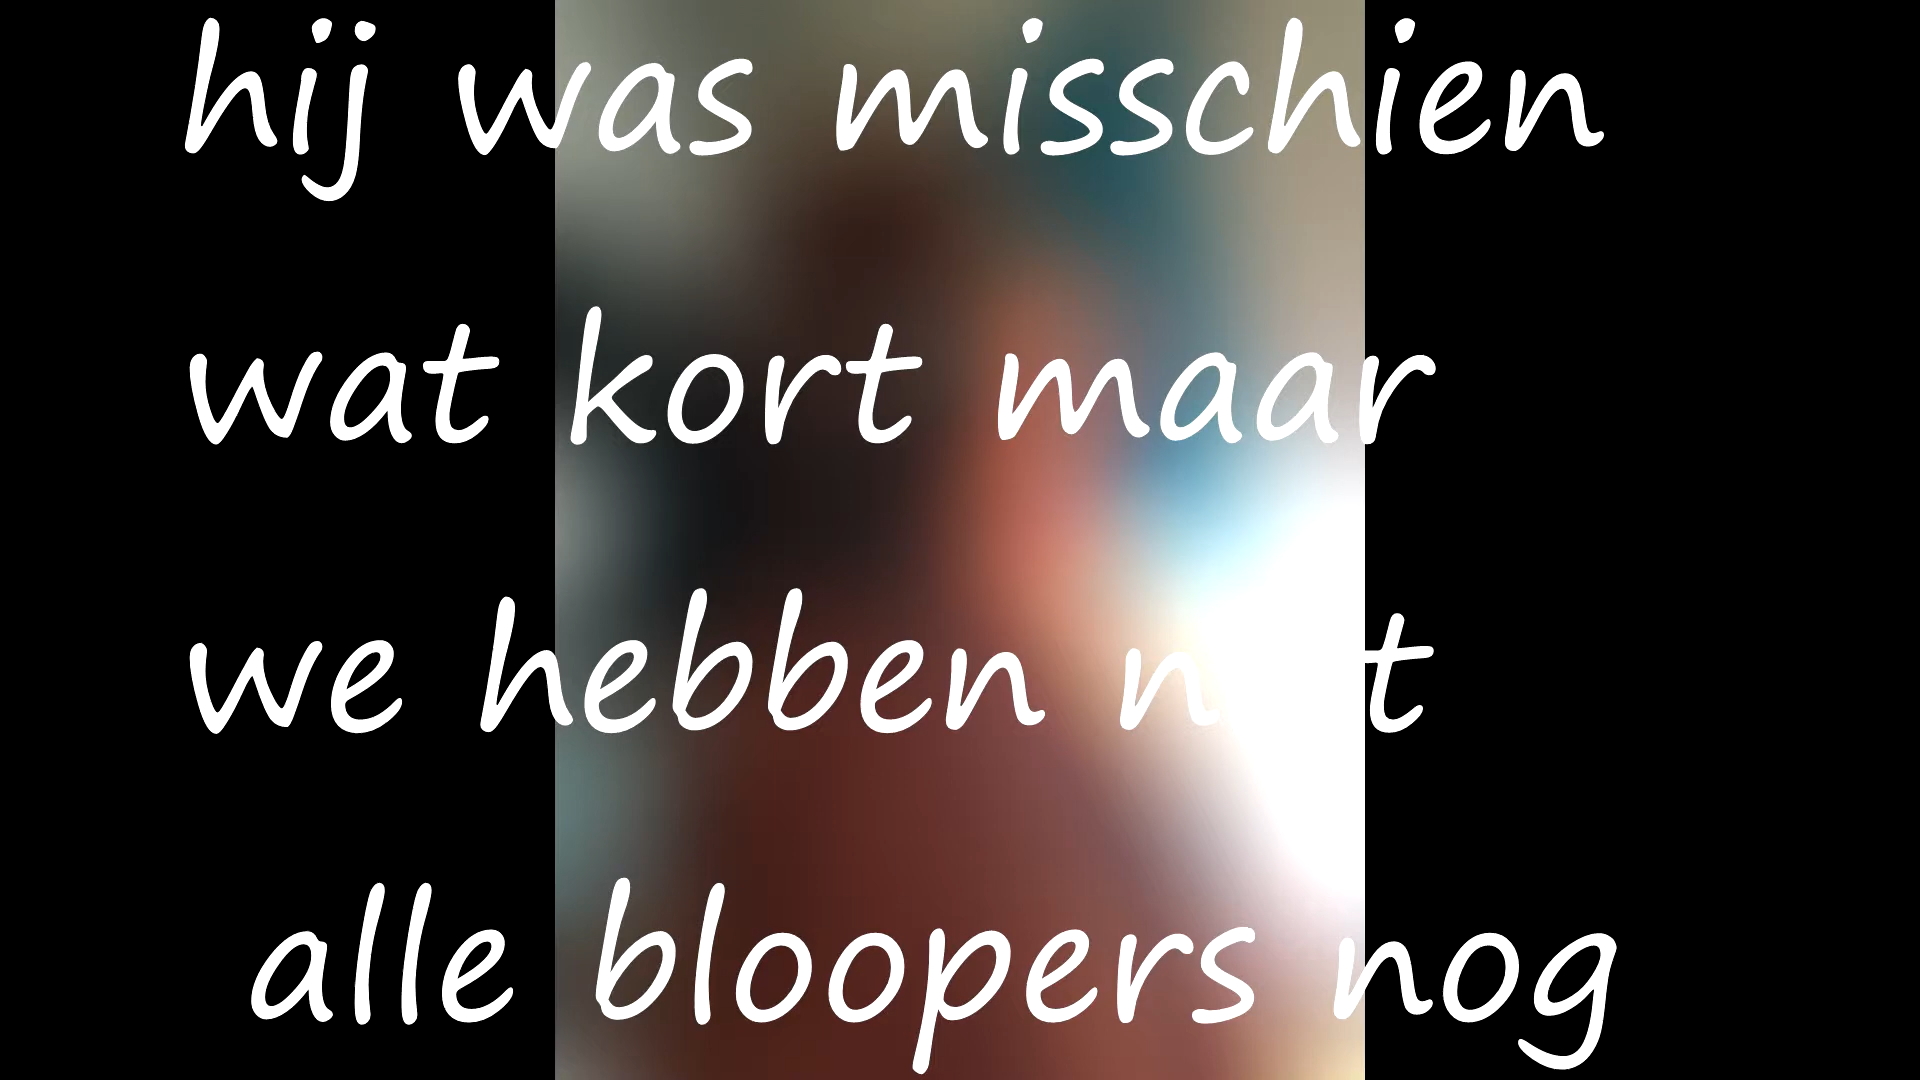 hij was misschien
wat kort maar
we hebben
alle bloopers nog